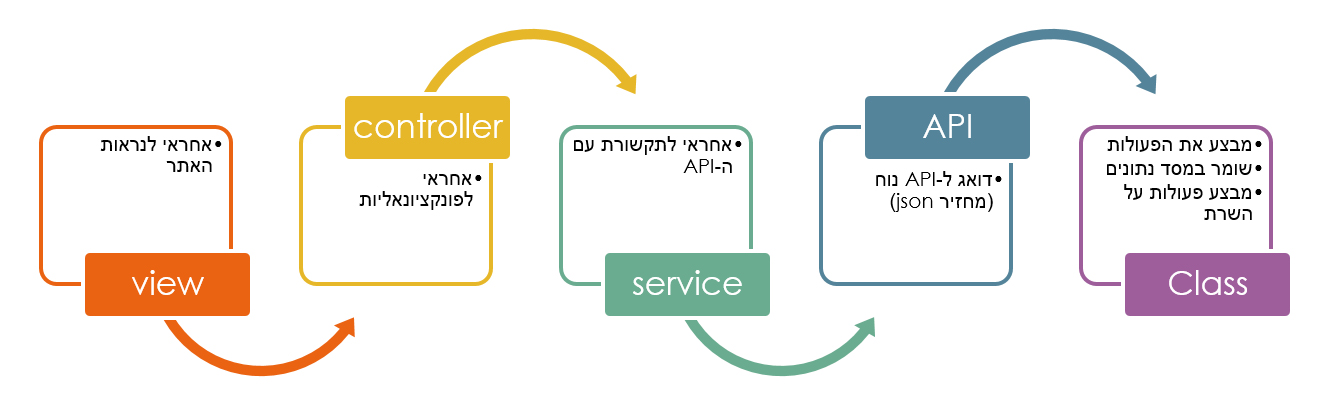 •אחראי לנראות
האתר
view
controller
•אחראי
לפונקציונאליות
•אחראי לתקשורת עם
ה-API
service
API
•דואג ל-API נוח
(מחזיר json)
•מבצע את הפעולות
•שומר במסד נתונים
•מבצע פעולות על
השרת
Class